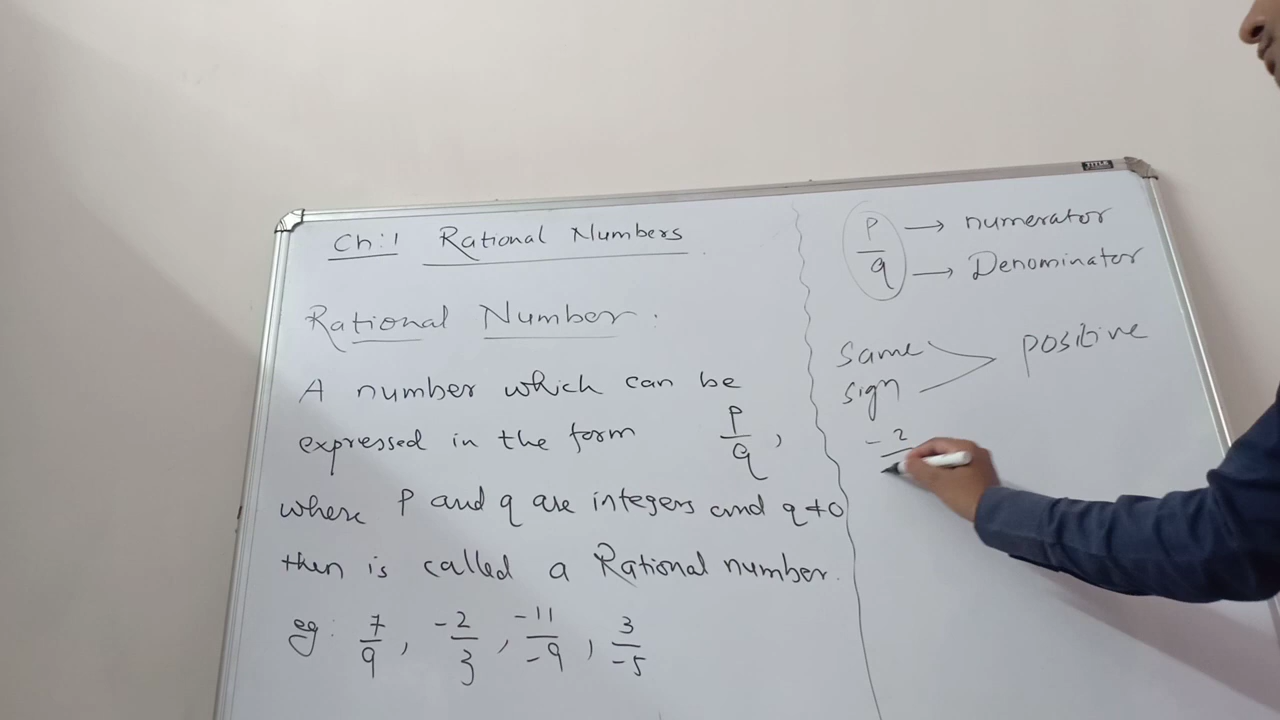 Ch:1 Rational Numbers
Rational Number:
A number which can be
expressed in the form p/q,
where p and q are integers and q≠0
then is called a Rational number.
eg: 7/9, -2/3, -11/-9, 3/-5
p → numerator
q → Denominator
same
sign
positive
-2